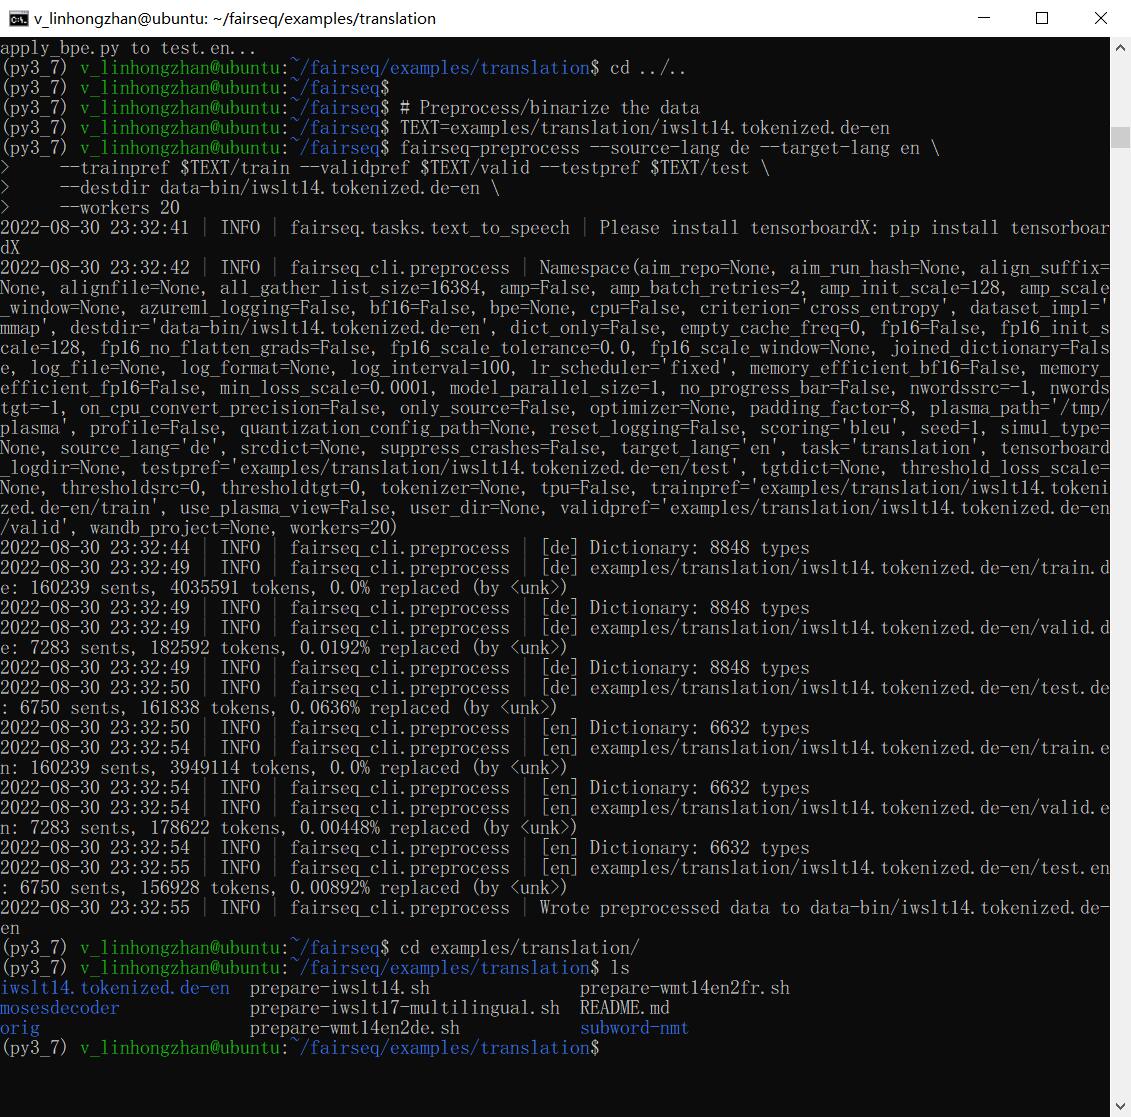 v_linhongzhan@ubuntu: ~/fairseq/examples/translation
apply_bpe.py to test.en...
(py3_7) v_linhongzhan@ubuntu:~/fairseq/examples/translation$ cd ../..
(py3_7) v_linhongzhan@ubuntu:~/fairseq$
(py3_7) v_linhongzhan@ubuntu:~/fairseq$ # Preprocess/binarize the data
(py3_7) v_linhongzhan@ubuntu:~/fairseq$ TEXT=examples/translation/iwslt14.tokenized.de-en
(py3_7) v_linhongzhan@ubuntu:~/fairseq$ fairseq-preprocess --source-lang de --target-lang en \
>     --trainpref $TEXT/train --validpref $TEXT/valid --testpref $TEXT/test \
>     --destdir data-bin/iwslt14.tokenized.de-en \
>     --workers 20
2022-08-30 23:32:41 | INFO | fairseq.tasks.text_to_speech | Please install tensorboardX: pip install tensorboar
dX
2022-08-30 23:32:42 | INFO | fairseq_cli.preprocess | Namespace(aim_repo=None, aim_run_hash=None, align_suffix=
None, alignfile=None, all_gather_list_size=16384, amp=False, amp_batch_retries=2, amp_init_scale=128, amp_scale
_window=None, azureml_logging=False, bf16=False, bpe=None, cpu=False, criterion='cross_entropy', dataset_impl='
mmap', destdir='data-bin/iwslt14.tokenized.de-en', dict_only=False, empty_cache_freq=0, fp16=False, fp16_init_s
cale=128, fp16_no_flatten_grads=False, fp16_scale_tolerance=0.0, fp16_scale_window=None, joined_dictionary=Fals
e, log_file=None, log_format=None, log_interval=100, lr_scheduler='fixed', memory_efficient_bf16=False, memory_
efficient_fp16=False, min_loss_scale=0.0001, model_parallel_size=1, no_progress_bar=False, nwordssrc=-1, nwords
tgt=-1, on_cpu_convert_precision=False, only_source=False, optimizer=None, padding_factor=8, plasma_path='/tmp/
plasma', profile=False, quantization_config_path=None, reset_logging=False, scoring='bleu', seed=1, simul_type=
None, source_lang='de', srcdict=None, suppress_crashes=False, target_lang='en', task='translation', tensorboard
_logdir=None, testpref='examples/translation/iwslt14.tokenized.de-en/test', tgtdict=None, threshold_loss_scale=
None, thresholdsrc=0, thresholdtgt=0, tokenizer=None, tpu=False, trainpref='examples/translation/iwslt14.tokeni
zed.de-en/train', use_plasma_view=False, user_dir=None, validpref='examples/translation/iwslt14.tokenized.de-en
/valid', wandb_project=None, workers=20)
2022-08-30 23:32:44 | INFO | fairseq_cli.preprocess | [de] Dictionary: 8848 types
2022-08-30 23:32:49 | INFO | fairseq_cli.preprocess | [de] examples/translation/iwslt14.tokenized.de-en/train.d
e: 160239 sents, 4035591 tokens, 0.0% replaced (by <unk>)
2022-08-30 23:32:49 | INFO | fairseq_cli.preprocess | [de] Dictionary: 8848 types
2022-08-30 23:32:49 | INFO | fairseq_cli.preprocess | [de] examples/translation/iwslt14.tokenized.de-en/valid.d
e: 7283 sents, 182592 tokens, 0.0192% replaced (by <unk>)
2022-08-30 23:32:49 | INFO | fairseq_cli.preprocess | [de] Dictionary: 8848 types
2022-08-30 23:32:50 | INFO | fairseq_cli.preprocess | [de] examples/translation/iwslt14.tokenized.de-en/test.de
: 6750 sents, 161838 tokens, 0.0636% replaced (by <unk>)
2022-08-30 23:32:50 | INFO | fairseq_cli.preprocess | [en] Dictionary: 6632 types
2022-08-30 23:32:54 | INFO | fairseq_cli.preprocess | [en] examples/translation/iwslt14.tokenized.de-en/train.e
n: 160239 sents, 3949114 tokens, 0.0% replaced (by <unk>)
2022-08-30 23:32:54 | INFO | fairseq_cli.preprocess | [en] Dictionary: 6632 types
2022-08-30 23:32:54 | INFO | fairseq_cli.preprocess | [en] examples/translation/iwslt14.tokenized.de-en/valid.e
n: 7283 sents, 178622 tokens, 0.00448% replaced (by <unk>)
2022-08-30 23:32:54 | INFO | fairseq_cli.preprocess | [en] Dictionary: 6632 types
2022-08-30 23:32:55 | INFO | fairseq_cli.preprocess | [en] examples/translation/iwslt14.tokenized.de-en/test.en
: 6750 sents, 156928 tokens, 0.00892% replaced (by <unk>)
2022-08-30 23:32:55 | INFO | fairseq_cli.preprocess | Wrote preprocessed data to data-bin/iwslt14.tokenized.de-
en
(py3_7) v_linhongzhan@ubuntu:~/fairseq$ cd examples/translation/
(py3_7) v_linhongzhan@ubuntu:~/fairseq/examples/translation$ ls
iwslt14.tokenized.de-en  prepare-iwslt14.sh               prepare-wmt14en2fr.sh
mosesdecoder             prepare-iwslt17-multilingual.sh  README.md
orig                     prepare-wmt14en2de.sh            subword-nmt
(py3_7) v_linhongzhan@ubuntu:~/fairseq/examples/translation$